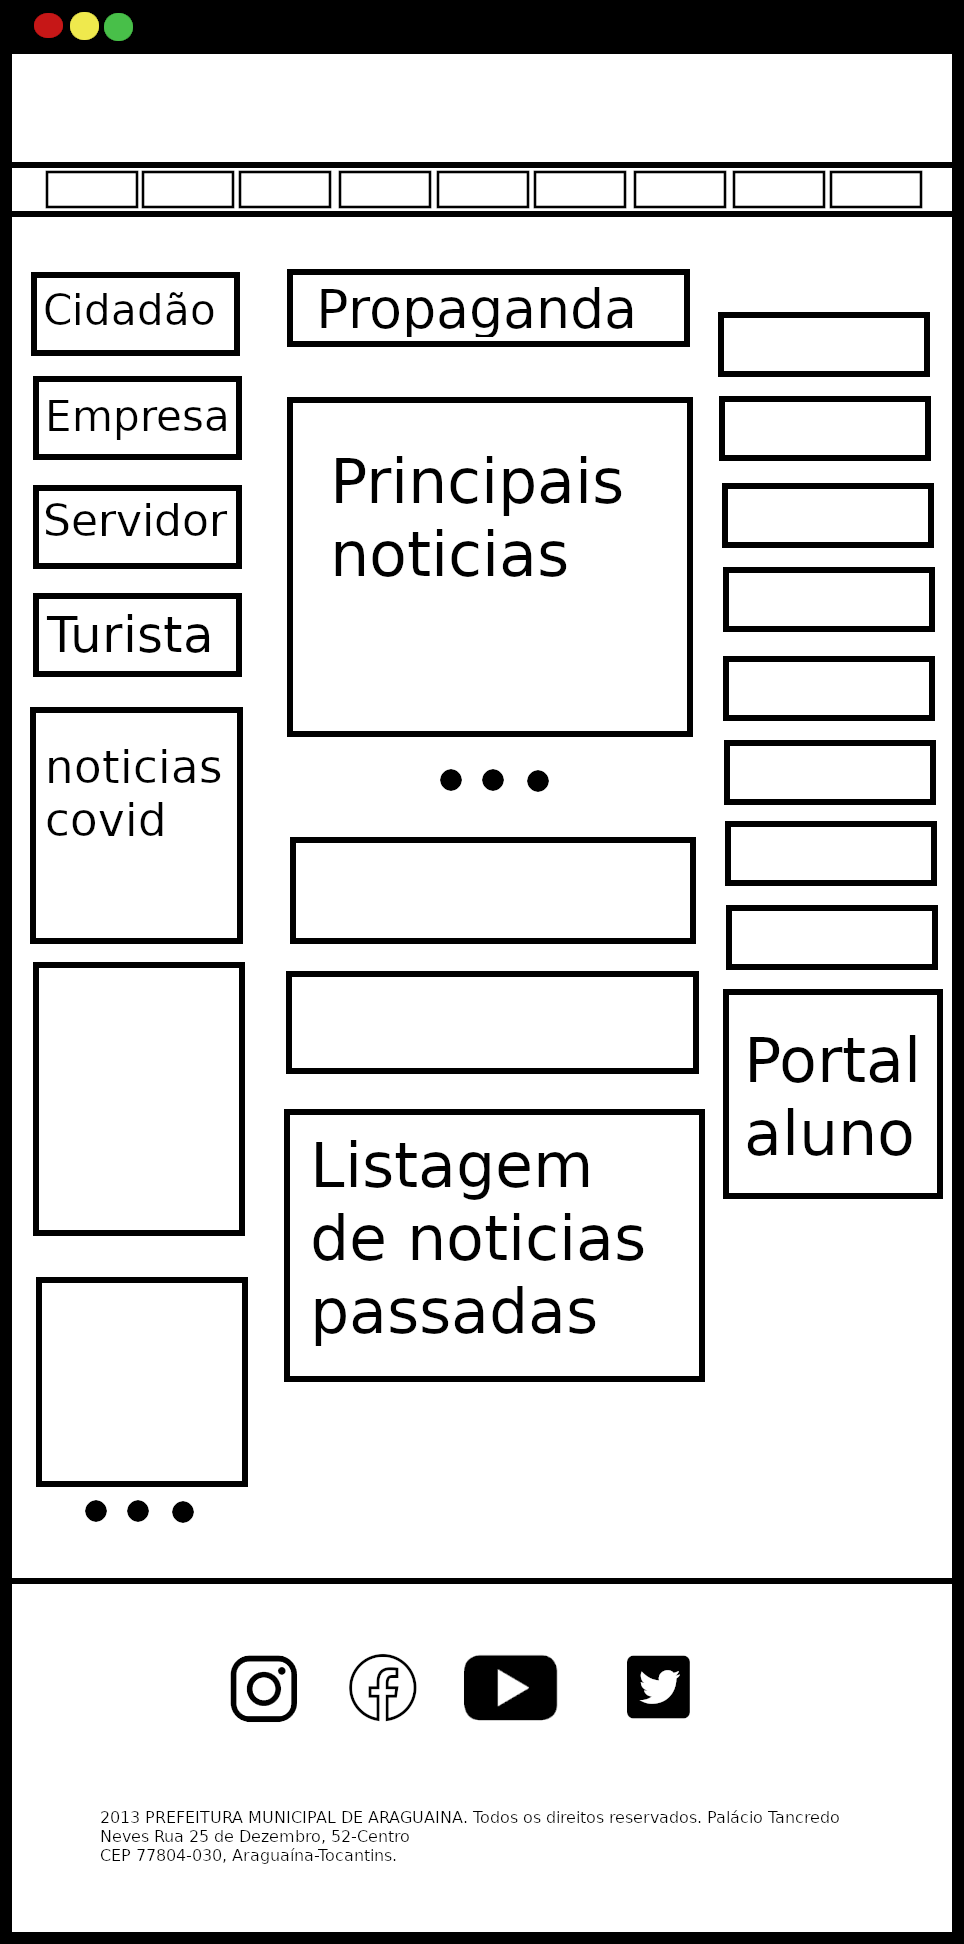 Cidadão
Empresa
Servidor
Turista
noticias
covid
Propaganda
Principais
noticias
Listagem
de noticias
passadas
Portal
aluno
2013 PREFEITURA MUNICIPAL DE ARAGUAINA. Todos os direitos reservados. Palácio Tancredo
Neves Rua 25 de Dezembro, 52-Centro
CEP 77804-030, Araguaína-Tocantins.